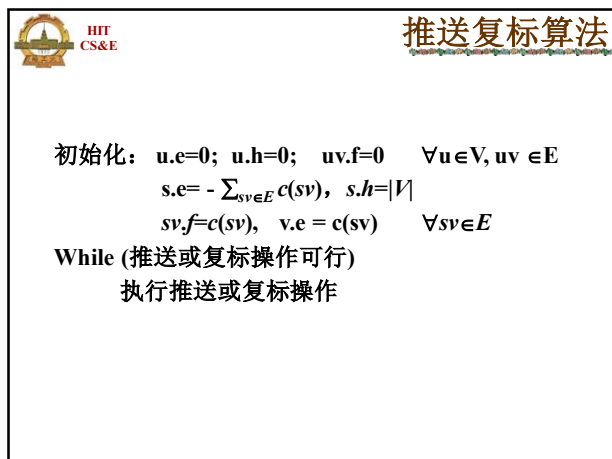 HIT
CS&E
推送复标算法
初始化： u.e=0; u.h=0; uv.f=0 ∀u∈V, uv ∈E
s.e= - ∑sv∈E c(sv)， s.h=|V|
sv.f=c(sv), v.e = c(sv) ∀sv∈E
While (推送或复标操作可行)
执行推送或复标操作